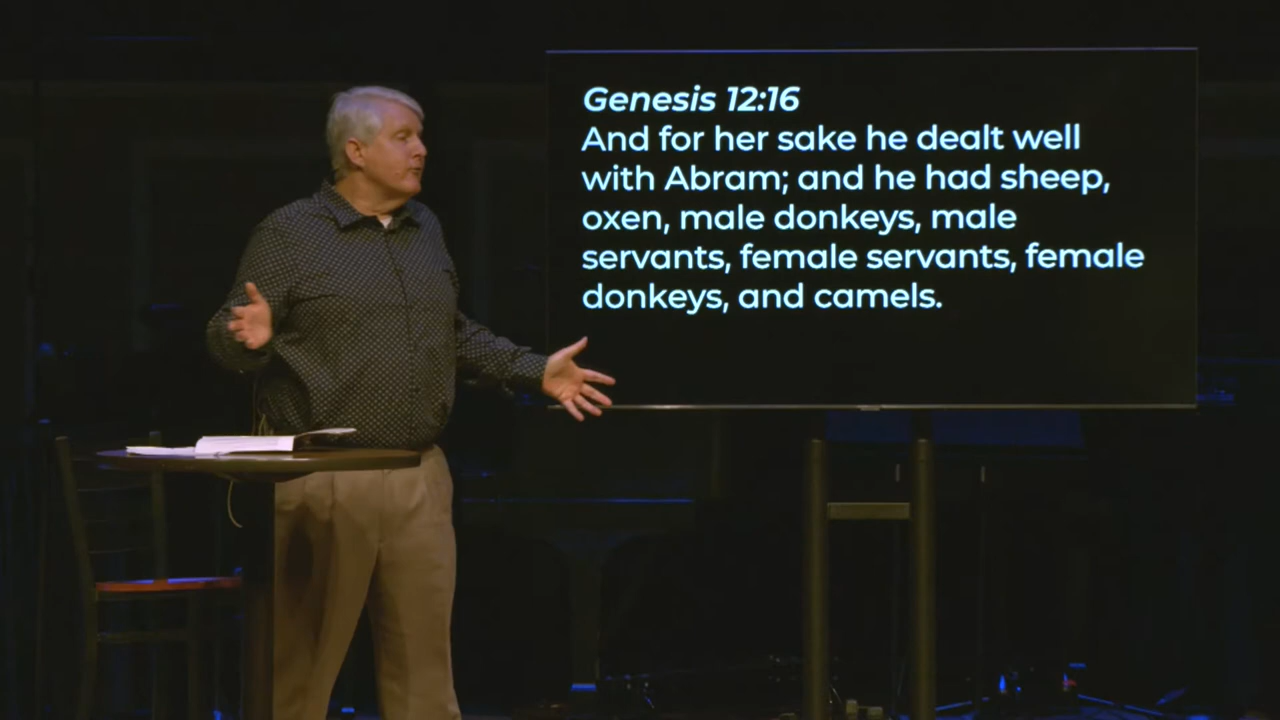 Genesis 12:16
And for her sake he dealt well
with Abram; and he had sheep,
oxen, male donkeys, male
servants, female servants, female
donkeys, and camels.